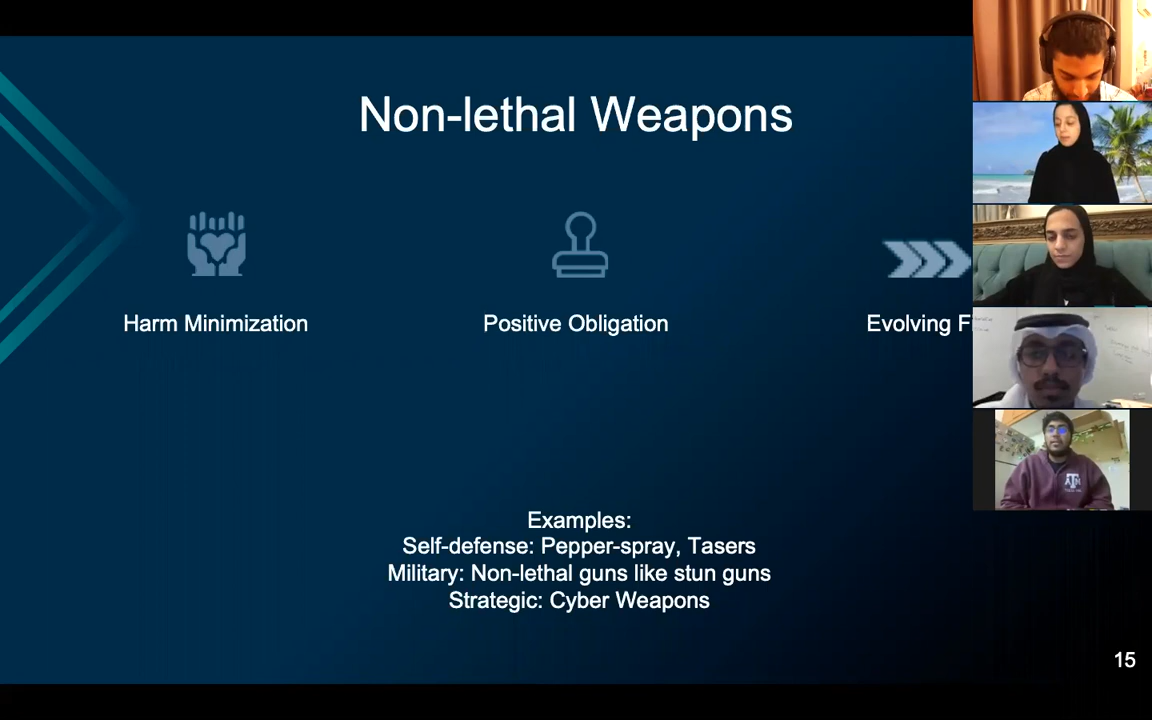 Non-lethal Weapons
Harm Minimization
Positive Obligation
Evolving F
Examples:
Self-defense: Pepper-spray, Tasers
Military: Non-lethal guns like stun guns
Strategic: Cyber Weapons
ATM
15